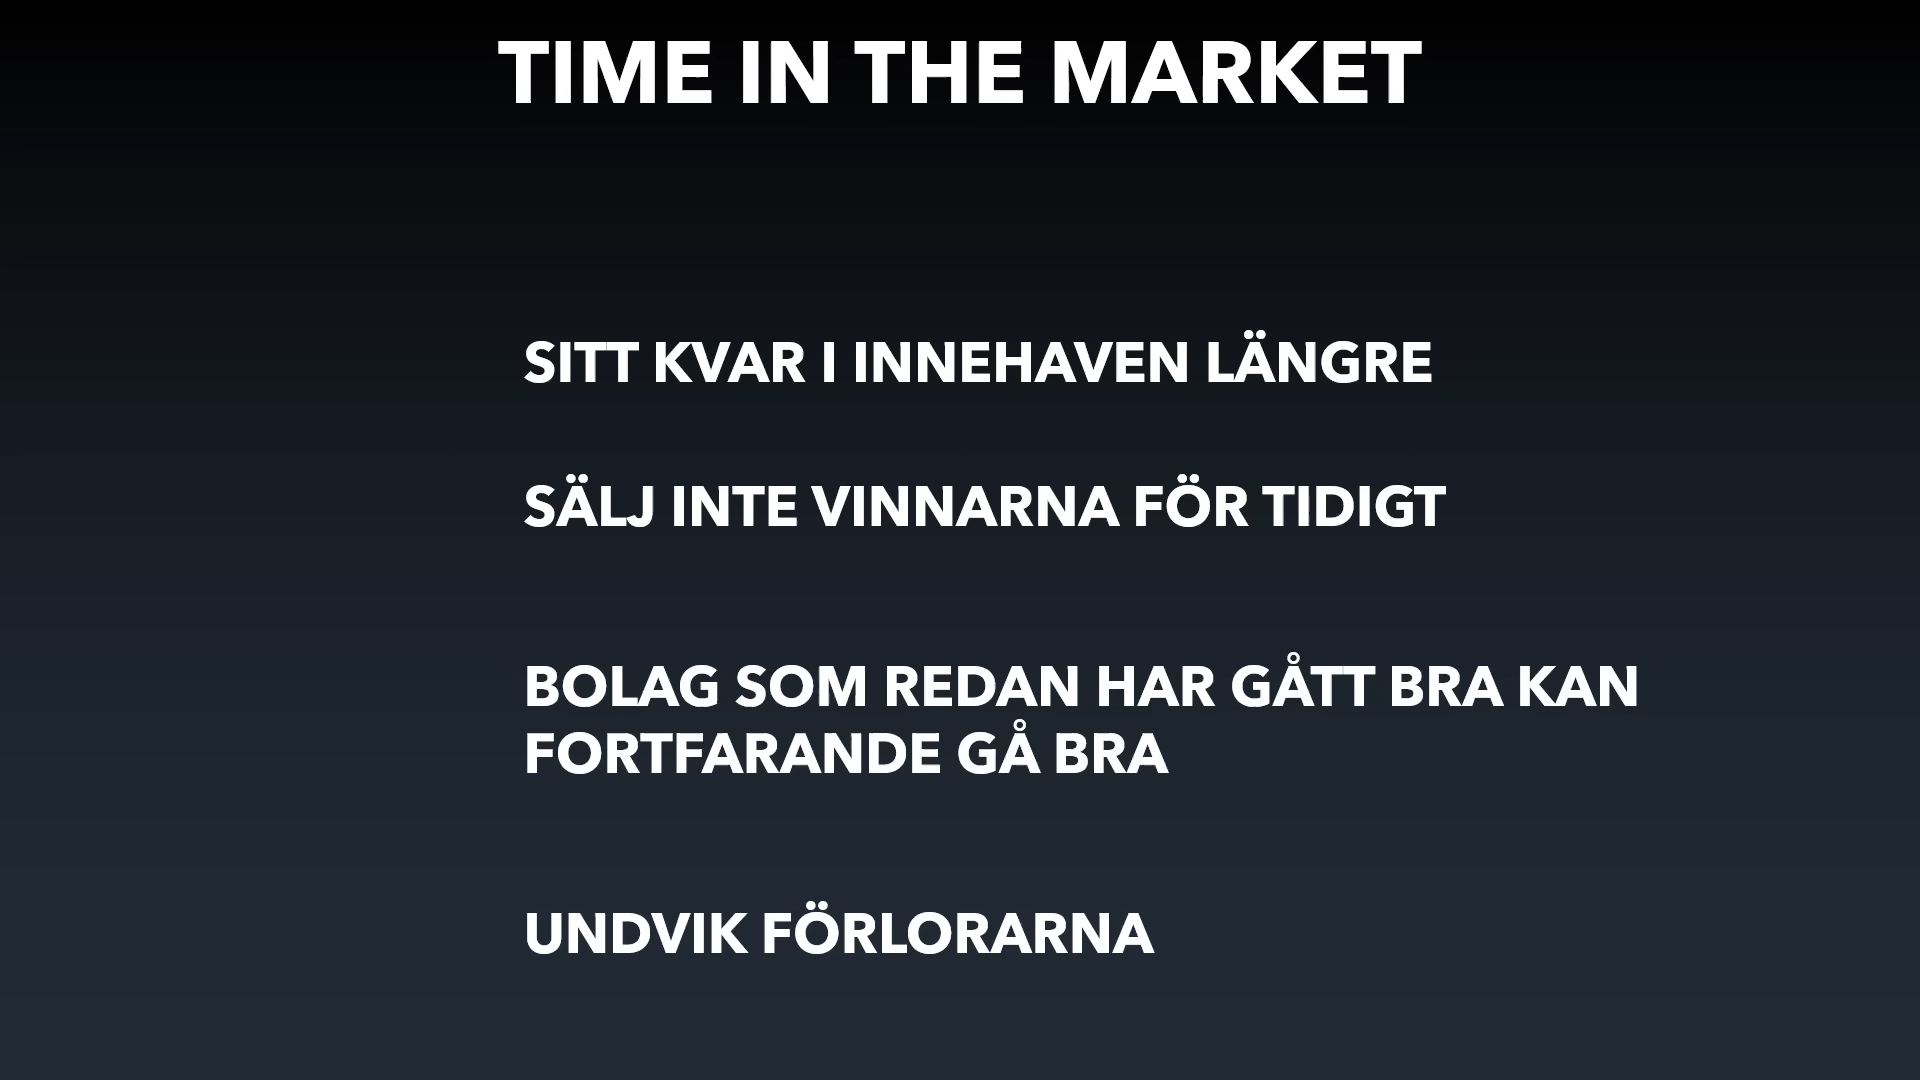 TIME IN THE MARKET
SITT KVAR I INNEHAVEN LÄNGRE
SÄLJ INTE VINNARNA FÖR TIDIGT
BOLAG SOM REDAN HAR GÅTT BRA KAN
FORTFARANDE GÅ BRA
UNDVIK FÖRLORARNA